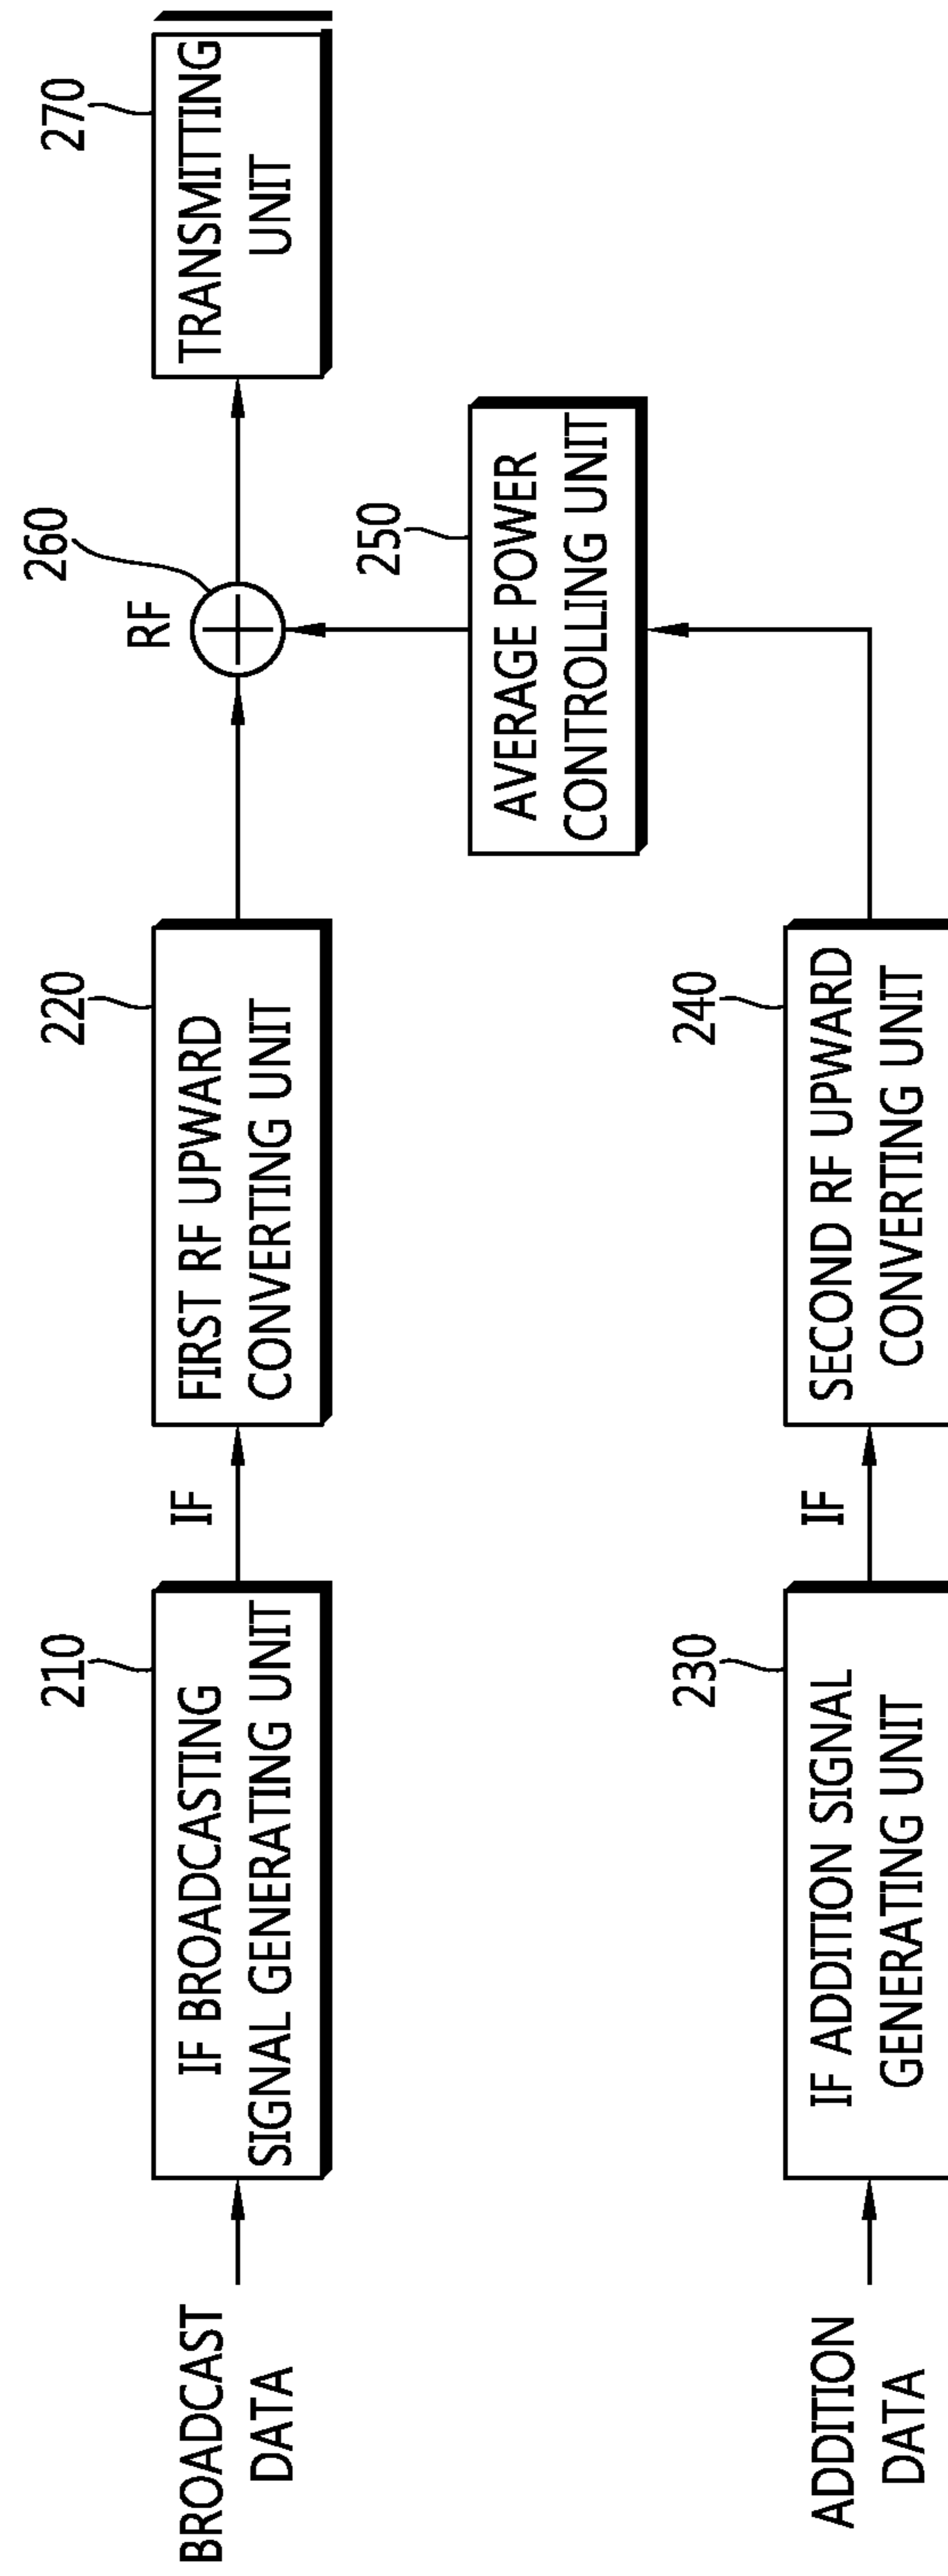 BROADCAST
DATA
210
IF BROADCASTING
SIGNAL GENERATING UNIT
IF
220
FIRST RF UPWARD
CONVERTING UNIT
260
RF
270
TRANSMITTING
UNIT
250
AVERAGE POWER
CONTROLLING UNIT
ADDITION
DATA
230
IF ADDITION SIGNAL
GENERATING UNIT
IF
240
SECOND RF UPWARD
CONVERTING UNIT